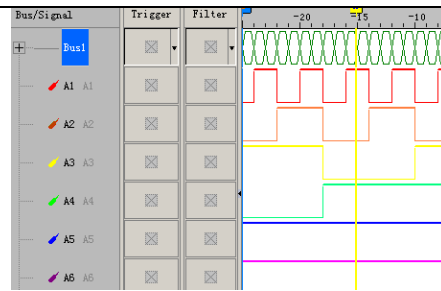 Bus/Signal Trigger Filter -20 -15 -10
Bus1
A1 A1
A2 A2
A3 A3
A4 A4
A5 A5
A6 A6